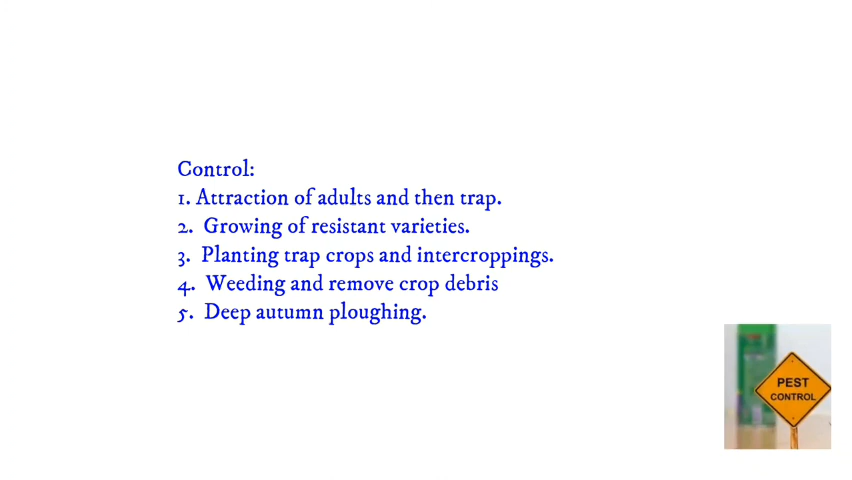 Control:
1. Attraction of adults and then trap.
2. Growing of resistant varieties.
3. Planting trap crops and intercroppings.
4. Weeding and remove crop debris
5. Deep autumn ploughing.
PEST
CONTROL